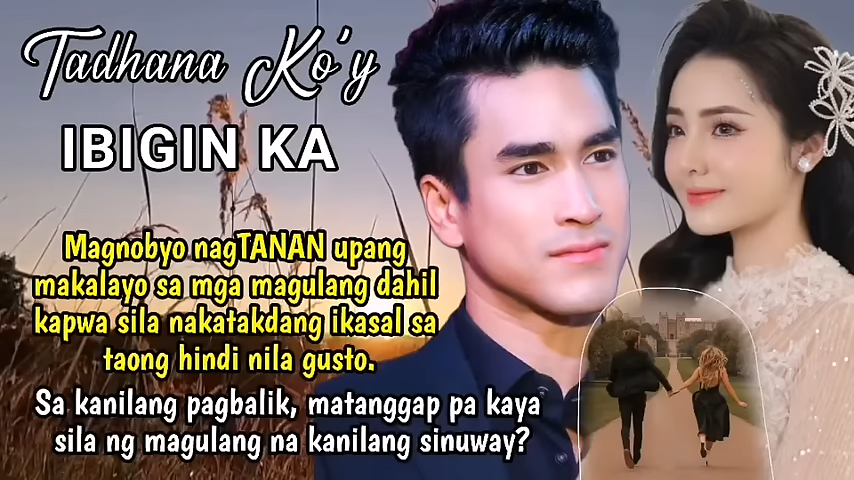 Tadhana Ko'y
IBIGIN KA
Magnobyo nagTANAN upang
makalayo sa mga magulang dahil
kapwa sila nakatakdang ikasal sa
taong hindi nila gusto.
Sa kanilang pagbalik, matanggap pa kaya
sila ng magulang na kanilang sinuway?